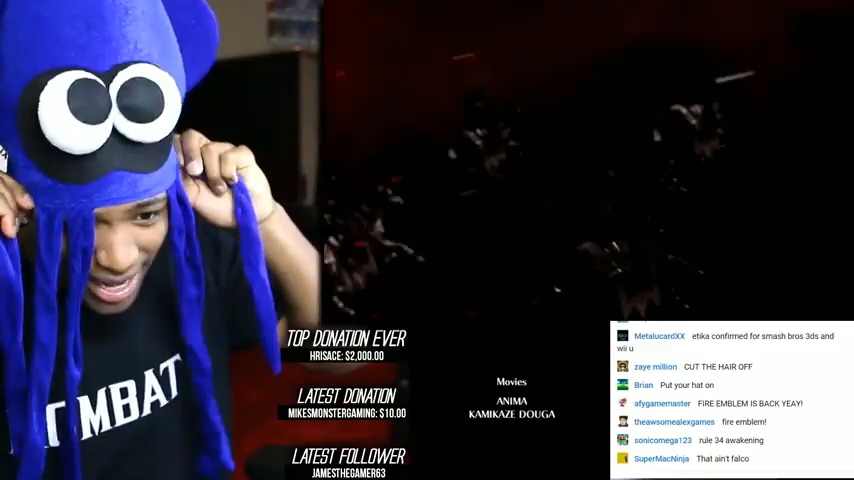 OMBAT
TOP DONATION EVER
HRISACE: $2,000.00
LATEST DONATION
MIKESMONSTERGAMING: $10.00
LATEST FOLLOWER
JAMESTHEGAMER63
Movies
ANIMA
KAMIKAZE DOUGA
MetalucardXX etika confirmed for smash bros 3ds and
wii u
zaye million CUT THE HAIR OFF
Brian Put your hat on
afygamemaster FIRE EMBLEM IS BACK YEAY!
theawsomealexgames fire emblem!
sonicomega123 rule 34 awakening
SuperMacNinja That ain't falco